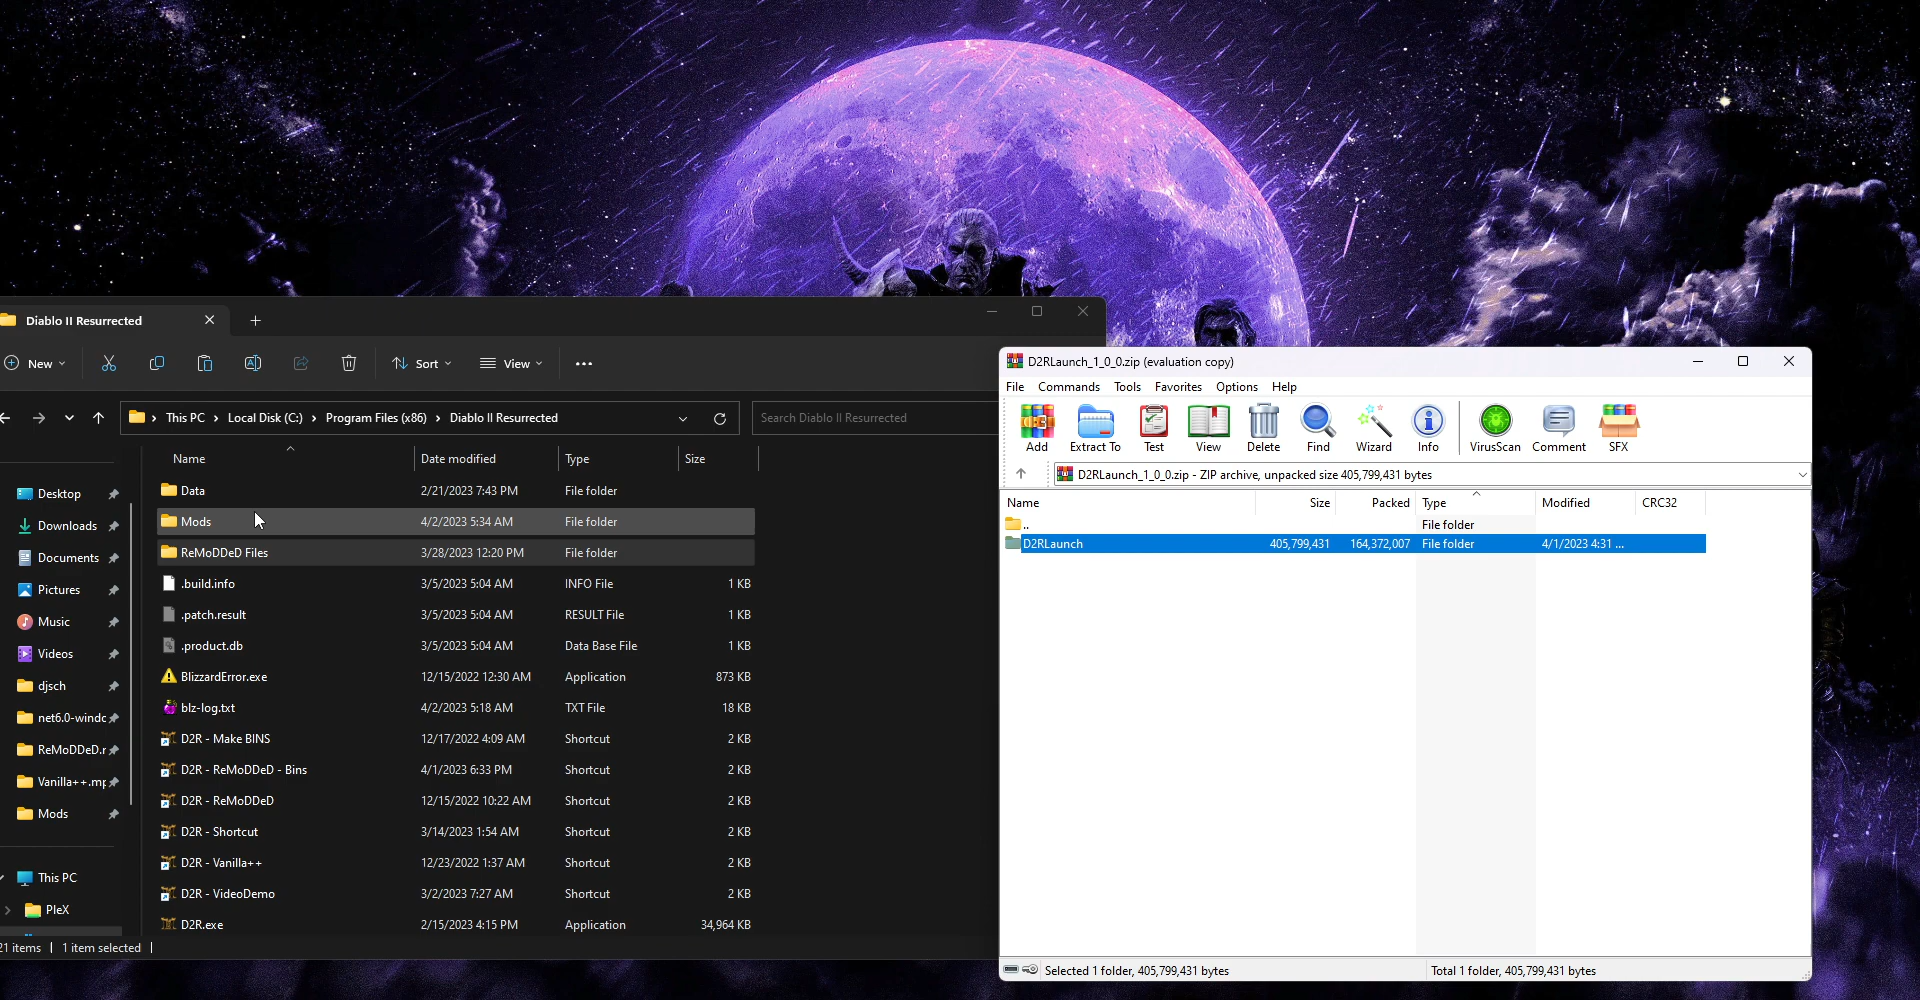 Diablo II Resurrected
New
Sort
View
This PC > Local Disk (C:) > Program Files (x86) > Diablo II Resurrected
Search Diablo II Resurrected
Name Date modified Type Size
Data 2/21/2023 7:43 PM File folder
Mods 4/2/2023 5:34 AM File folder
ReMoDDeD Files 3/28/2023 12:20 PM File folder
.build.info 3/5/2023 5:04 AM INFO File 1 KB
.patch.result 3/5/2023 5:04 AM RESULT File 1 KB
.product.db 3/5/2023 5:04 AM Data Base File 1 KB
BlizzardError.exe 12/15/2022 12:30 AM Application 873 KB
blz-log.txt 4/2/2023 5:18 AM TXT File 18 KB
D2R - Make BINS 12/17/2022 4:09 AM Shortcut 2 KB
D2R - ReMoDDeD - Bins 4/1/2023 6:33 PM Shortcut 2 KB
D2R - ReMoDDeD 12/15/2022 10:22 AM Shortcut 2 KB
D2R - Shortcut 3/14/2023 1:54 AM Shortcut 2 KB
D2R - Vanilla++ 12/23/2022 1:37 AM Shortcut 2 KB
D2R - VideoDemo 3/2/2023 7:27 AM Shortcut 2 KB
D2R.exe 2/15/2023 4:15 PM Application 34,964 KB
Desktop
Downloads
Documents
Pictures
Music
Videos
djsch
net6.0-windc
ReMoDDeD.r
Vanilla++.mp
Mods
This PC
PleX
21 items 1 item selected
D2RLaunch_1_0_0.zip (evaluation copy)
File Commands Tools Favorites Options Help
Add Extract To Test View Delete Find Wizard Info VirusScan Comment SFX
D2RLaunch_1_0_0.zip - ZIP archive, unpacked size 405,799,431 bytes
Name Size Packed Type Modified CRC32
.. File folder
D2RLaunch 405,799,431 164,372,007 File folder 4/1/2023 4:31 ...
Selected 1 folder, 405,799,431 bytes
Total 1 folder, 405,799,431 bytes